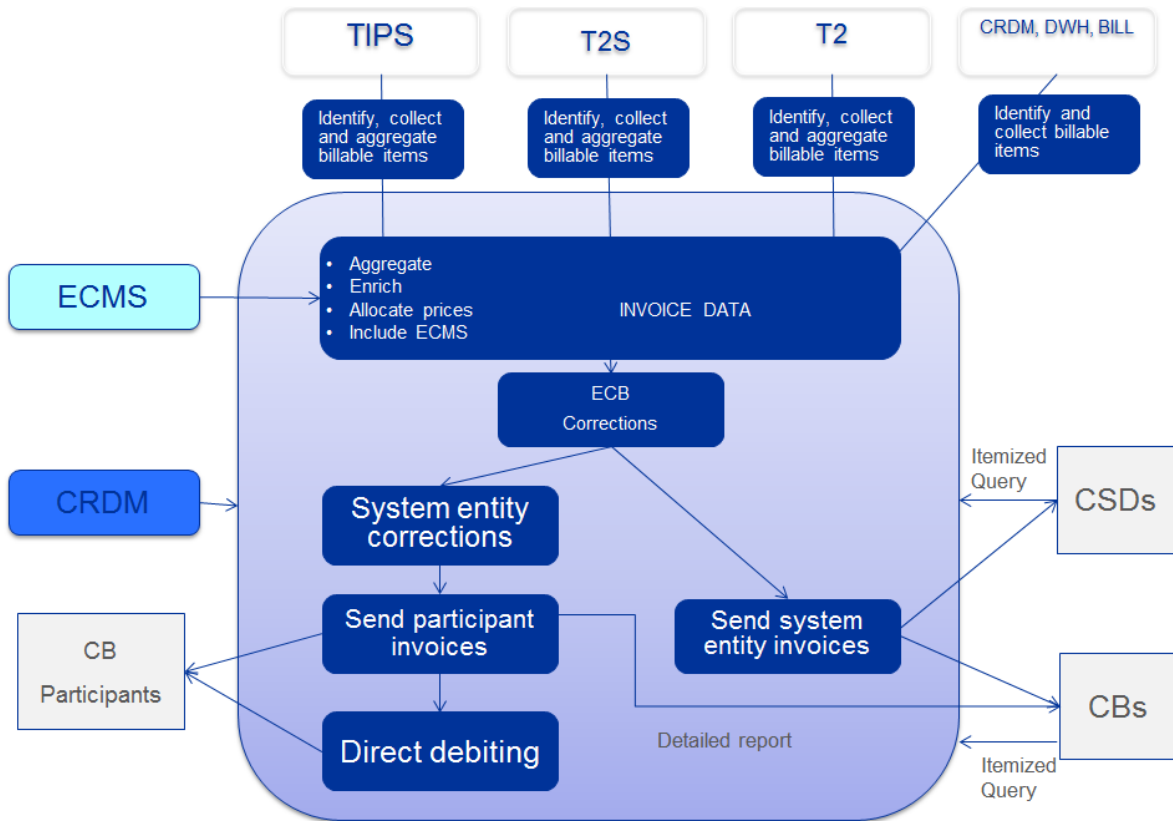 TIPS
T2S
T2
CRDM, DWH, BILL
Identify, collect
and aggregate
billable items
Identify, collect
and aggregate
billable items
Identify, collect
and aggregate
billable items
Identify and
collect billable
items
ECMS
• Aggregate
• Enrich
• Allocate prices
• Include ECMS
INVOICE DATA
ECB
Corrections
CRDM
System entity
corrections
Itemized
Query
CSDs
CB
Participants
Send participant
invoices
Send system
entity invoices
CBs
Direct debiting
Detailed report
Itemized
Query